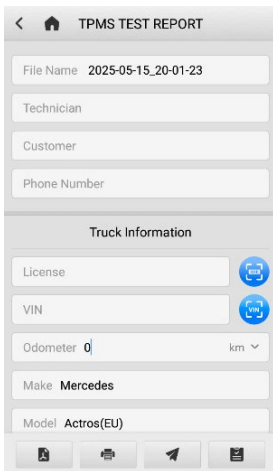 TPMS TEST REPORT
File Name 2025-05-15_20-01-23
Technician
Customer
Phone Number
Truck Information
License
VIN
VIN
Odometer 0 km
Make Mercedes
Model Actros(EU)